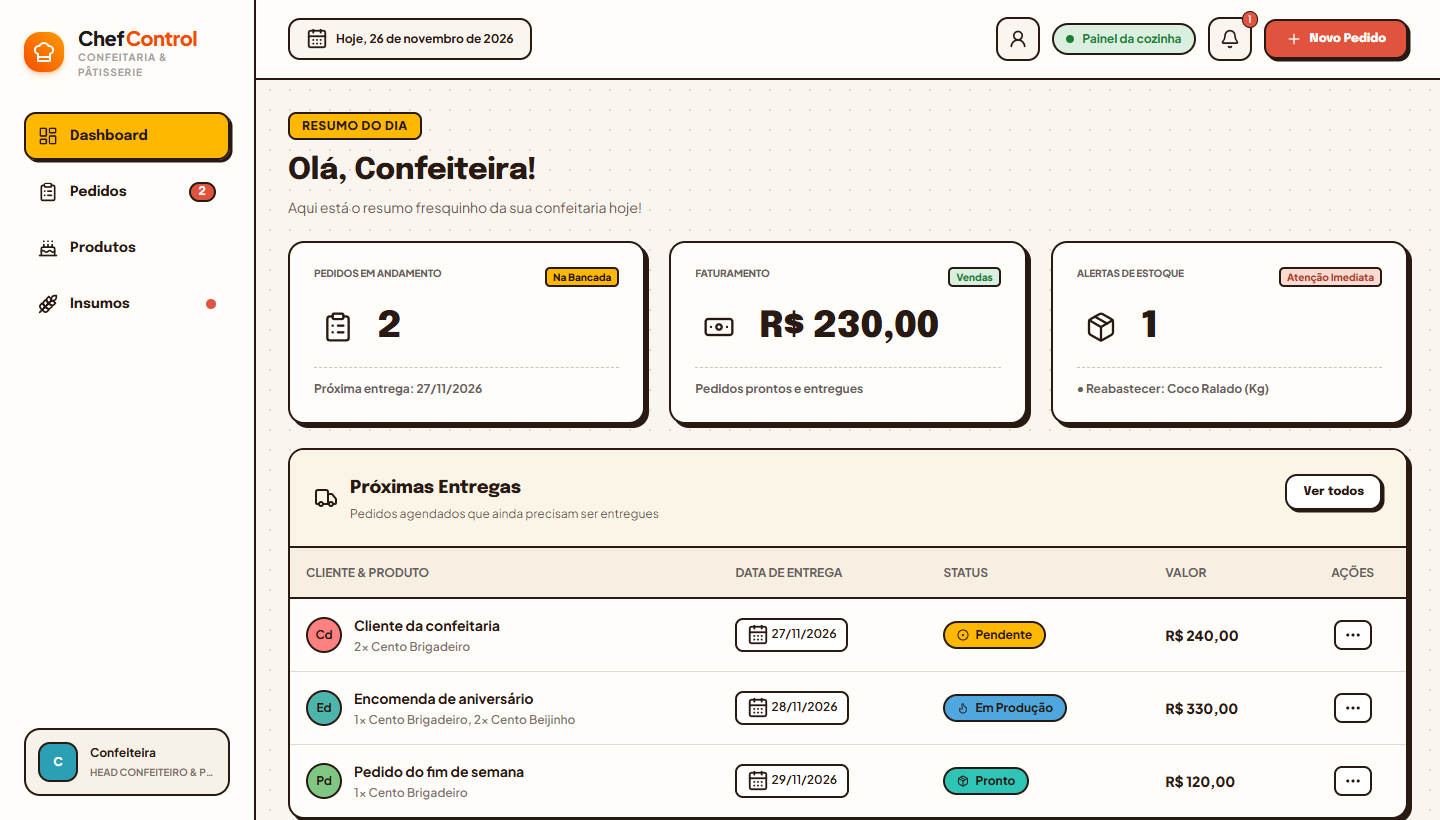 ChefControl
CONFEITARIA &
PÂTISSERIE
Dashboard
Pedidos
2
Produtos
Insumos
C
Confeiteira
HEAD CONFEITEIRO & P...
Hoje, 26 de novembro de 2026
Painel da cozinha
1
Novo Pedido
RESUMO DO DIA
Olá, Confeiteira!
Aqui está o resumo fresquinho da sua confeitaria hoje!
PEDIDOS EM ANDAMENTO
Na Bancada
2
Próxima entrega: 27/11/2026
FATURAMENTO
Vendas
R$ 230,00
Pedidos prontos e entregues
ALERTAS DE ESTOQUE
Atenção Imediata
1
• Reabastecer: Coco Ralado (Kg)
Próximas Entregas
Pedidos agendados que ainda precisam ser entregues
Ver todos
CLIENTE & PRODUTO DATA DE ENTREGA STATUS VALOR AÇÕES
Cd
Cliente da confeitaria
2× Cento Brigadeiro
27/11/2026
Pendente
R$ 240,00
Ed
Encomenda de aniversário
1× Cento Brigadeiro, 2× Cento Beijinho
28/11/2026
Em Produção
R$ 330,00
Pd
Pedido do fim de semana
1× Cento Brigadeiro
29/11/2026
Pronto
R$ 120,00